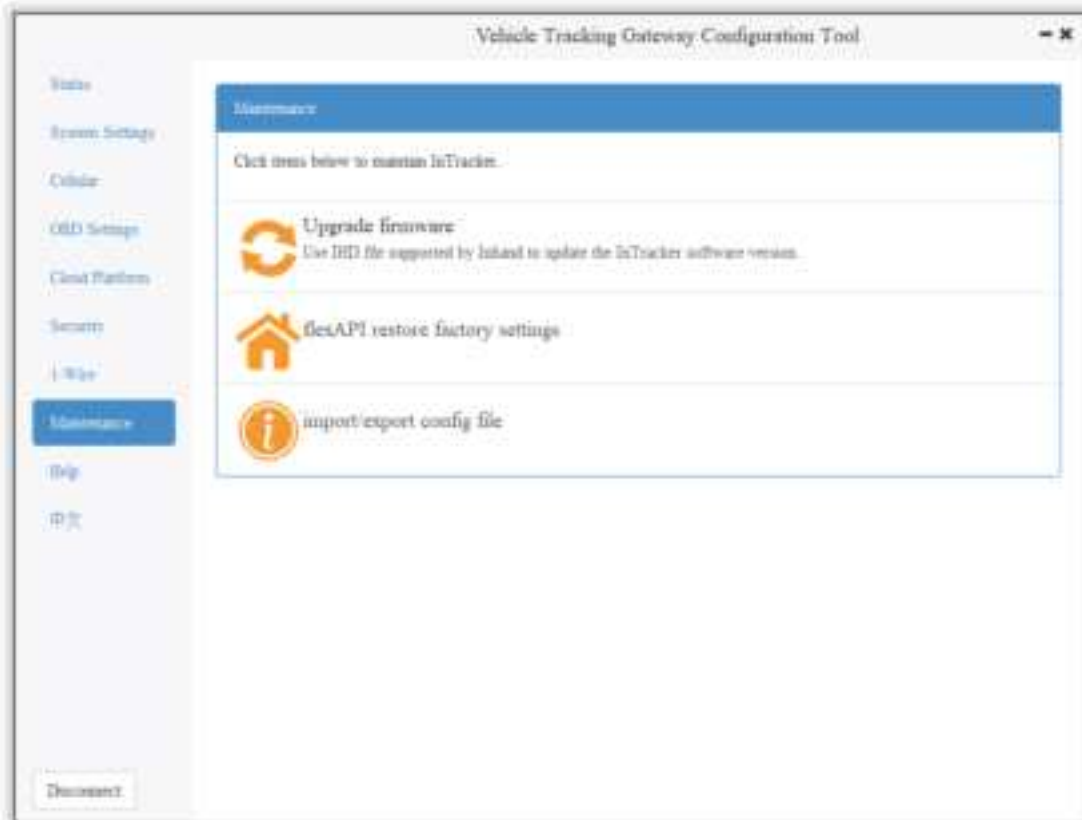 Vehicle Tracking Gateway Configuration Tool
Status
System Settings
Cellular
OBD Settings
Cloud Platform
Security
1-Wire
Maintenance
Help
中文
Disconnect
Maintenance
Click items below to maintain InTracker.
Upgrade firmware
Use IHD file supported by Inhand to update the InTracker software version.
flexAPI restore factory settings
import/export config file